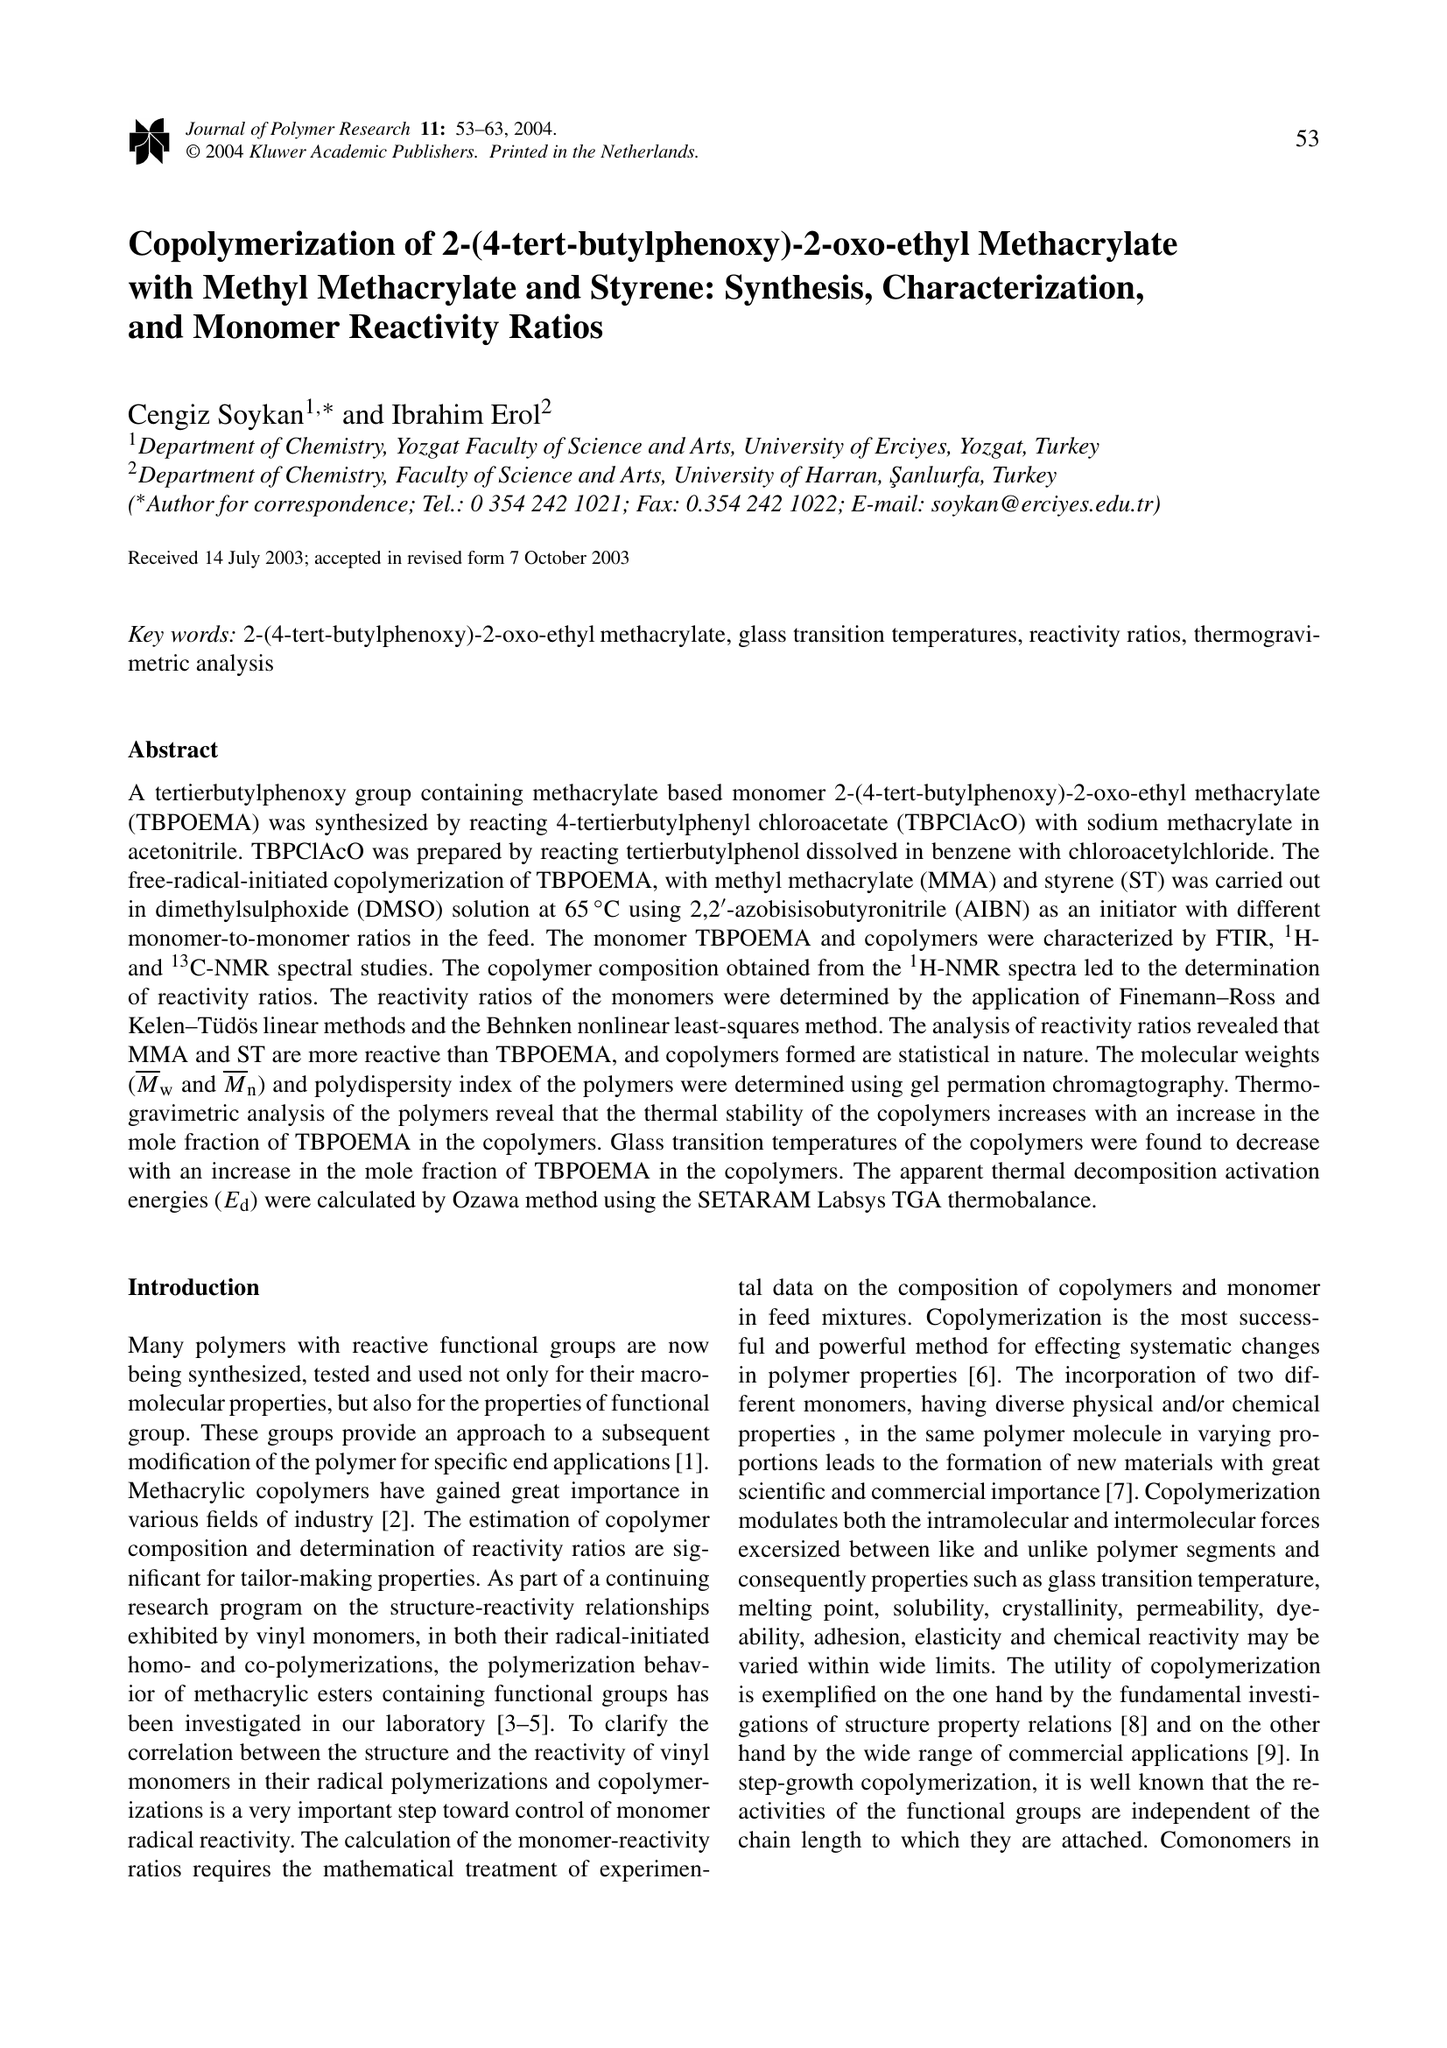 Journal of Polymer Research 11: 53–63, 2004.
© 2004 Kluwer Academic Publishers. Printed in the Netherlands.
53
Copolymerization of 2-(4-tert-butylphenoxy)-2-oxo-ethyl Methacrylate
with Methyl Methacrylate and Styrene: Synthesis, Characterization,
and Monomer Reactivity Ratios
Cengiz Soykan1,∗ and Ibrahim Erol2
1Department of Chemistry, Yozgat Faculty of Science and Arts, University of Erciyes, Yozgat, Turkey
2Department of Chemistry, Faculty of Science and Arts, University of Harran, Şanlıurfa, Turkey
(∗Author for correspondence; Tel.: 0 354 242 1021; Fax: 0.354 242 1022; E-mail: soykan@erciyes.edu.tr)
Received 14 July 2003; accepted in revised form 7 October 2003
Key words: 2-(4-tert-butylphenoxy)-2-oxo-ethyl methacrylate, glass transition temperatures, reactivity ratios, thermogravi-
metric analysis
Abstract
A tertierbutylphenoxy group containing methacrylate based monomer 2-(4-tert-butylphenoxy)-2-oxo-ethyl methacrylate
(TBPOEMA) was synthesized by reacting 4-tertierbutylphenyl chloroacetate (TBPClAcO) with sodium methacrylate in
acetonitrile. TBPClAcO was prepared by reacting tertierbutylphenol dissolved in benzene with chloroacetylchloride. The
free-radical-initiated copolymerization of TBPOEMA, with methyl methacrylate (MMA) and styrene (ST) was carried out
in dimethylsulphoxide (DMSO) solution at 65 °C using 2,2′-azobisisobutyronitrile (AIBN) as an initiator with different
monomer-to-monomer ratios in the feed. The monomer TBPOEMA and copolymers were characterized by FTIR, 1H-
and 13C-NMR spectral studies. The copolymer composition obtained from the 1H-NMR spectra led to the determination
of reactivity ratios. The reactivity ratios of the monomers were determined by the application of Finemann–Ross and
Kelen–Tüdös linear methods and the Behnken nonlinear least-squares method. The analysis of reactivity ratios revealed that
MMA and ST are more reactive than TBPOEMA, and copolymers formed are statistical in nature. The molecular weights
(M̅w and M̅n) and polydispersity index of the polymers were determined using gel permation chromagtography. Thermo-
gravimetric analysis of the polymers reveal that the thermal stability of the copolymers increases with an increase in the
mole fraction of TBPOEMA in the copolymers. Glass transition temperatures of the copolymers were found to decrease
with an increase in the mole fraction of TBPOEMA in the copolymers. The apparent thermal decomposition activation
energies (Ed) were calculated by Ozawa method using the SETARAM Labsys TGA thermobalance.
Introduction
Many polymers with reactive functional groups are now
being synthesized, tested and used not only for their macro-
molecular properties, but also for the properties of functional
group. These groups provide an approach to a subsequent
modification of the polymer for specific end applications [1].
Methacrylic copolymers have gained great importance in
various fields of industry [2]. The estimation of copolymer
composition and determination of reactivity ratios are sig-
nificant for tailor-making properties. As part of a continuing
research program on the structure-reactivity relationships
exhibited by vinyl monomers, in both their radical-initiated
homo- and co-polymerizations, the polymerization behav-
ior of methacrylic esters containing functional groups has
been investigated in our laboratory [3–5]. To clarify the
correlation between the structure and the reactivity of vinyl
monomers in their radical polymerizations and copolymer-
izations is a very important step toward control of monomer
radical reactivity. The calculation of the monomer-reactivity
ratios requires the mathematical treatment of experimen-
tal data on the composition of copolymers and monomer
in feed mixtures. Copolymerization is the most success-
ful and powerful method for effecting systematic changes
in polymer properties [6]. The incorporation of two dif-
ferent monomers, having diverse physical and/or chemical
properties , in the same polymer molecule in varying pro-
portions leads to the formation of new materials with great
scientific and commercial importance [7]. Copolymerization
modulates both the intramolecular and intermolecular forces
excersized between like and unlike polymer segments and
consequently properties such as glass transition temperature,
melting point, solubility, crystallinity, permeability, dye-
ability, adhesion, elasticity and chemical reactivity may be
varied within wide limits. The utility of copolymerization
is exemplified on the one hand by the fundamental investi-
gations of structure property relations [8] and on the other
hand by the wide range of commercial applications [9]. In
step-growth copolymerization, it is well known that the re-
activities of the functional groups are independent of the
chain length to which they are attached. Comonomers in